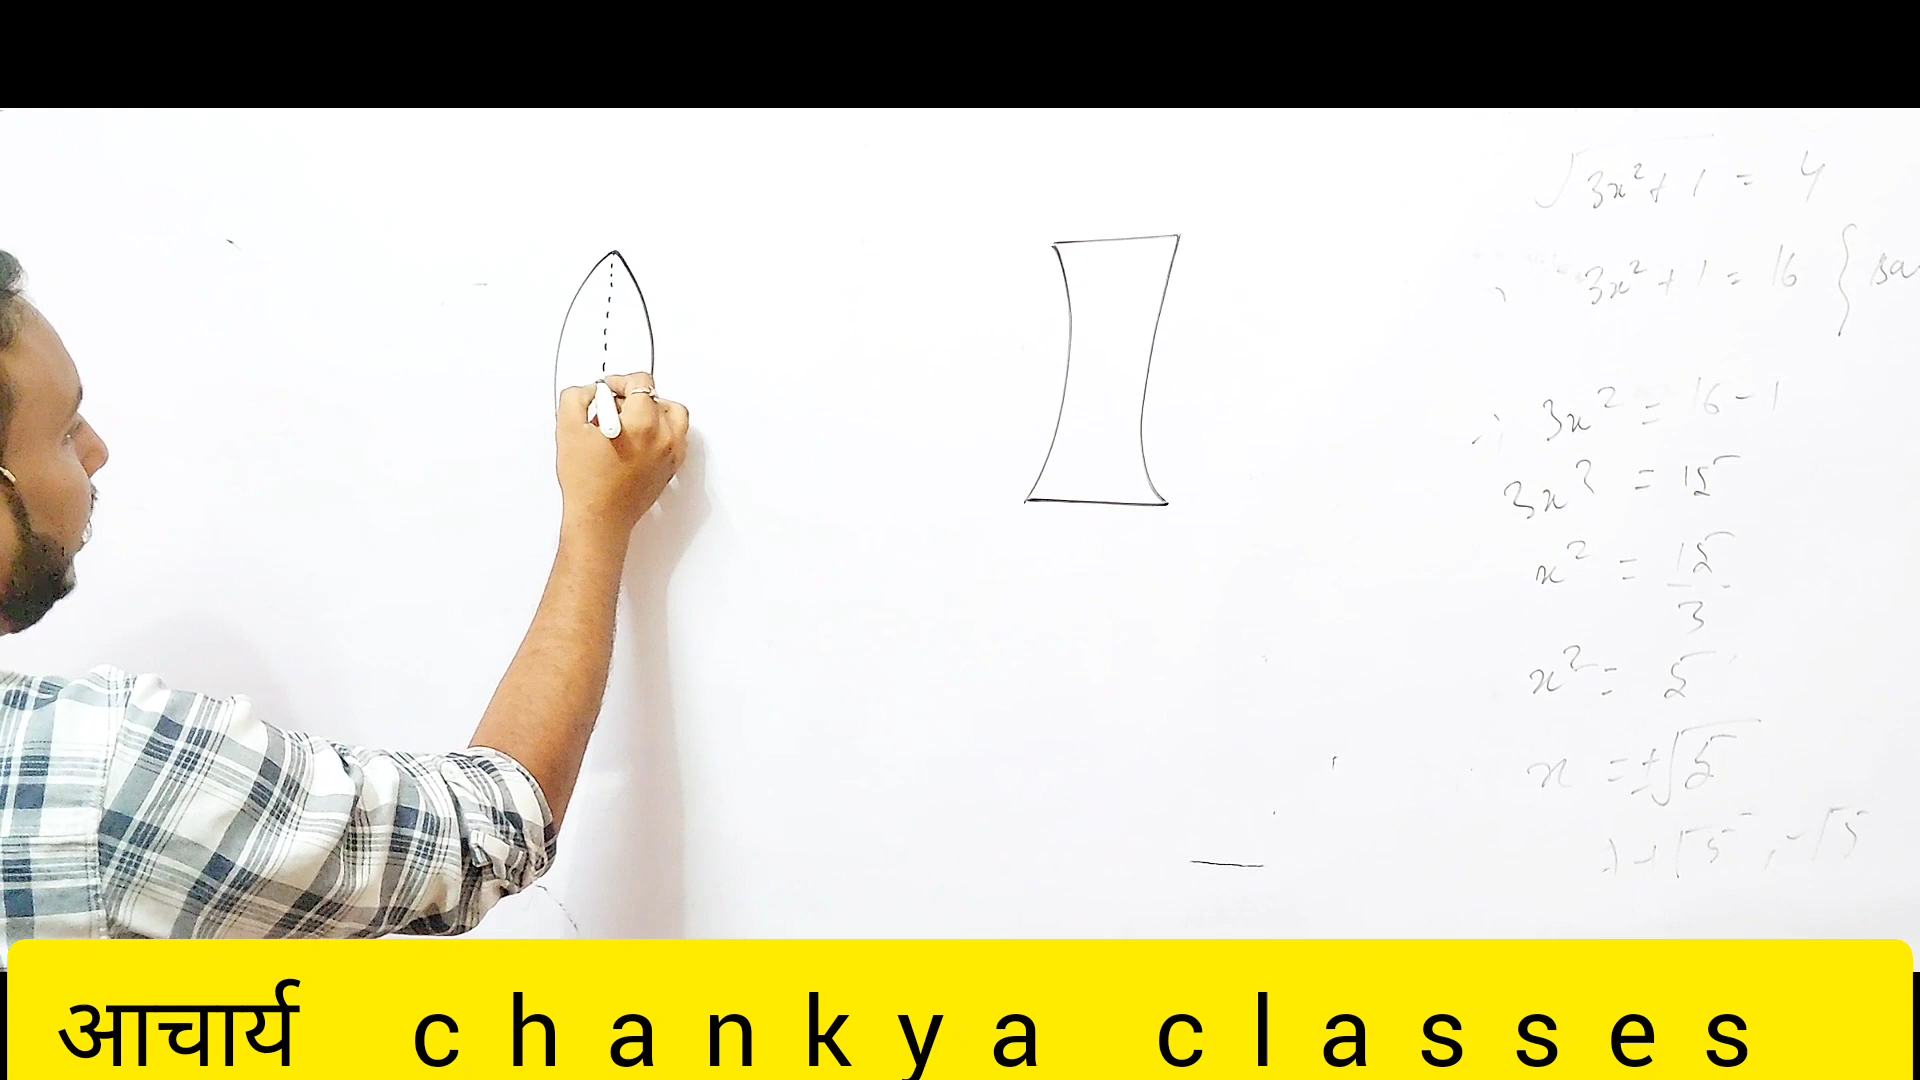 √3x²+1 = 4
3x²+1 = 16 {
3x² = 16-1
3x² = 15
x² = 15/3
x² = 5
x = ±√5
+√5, -√5
आचार्य chankya classes